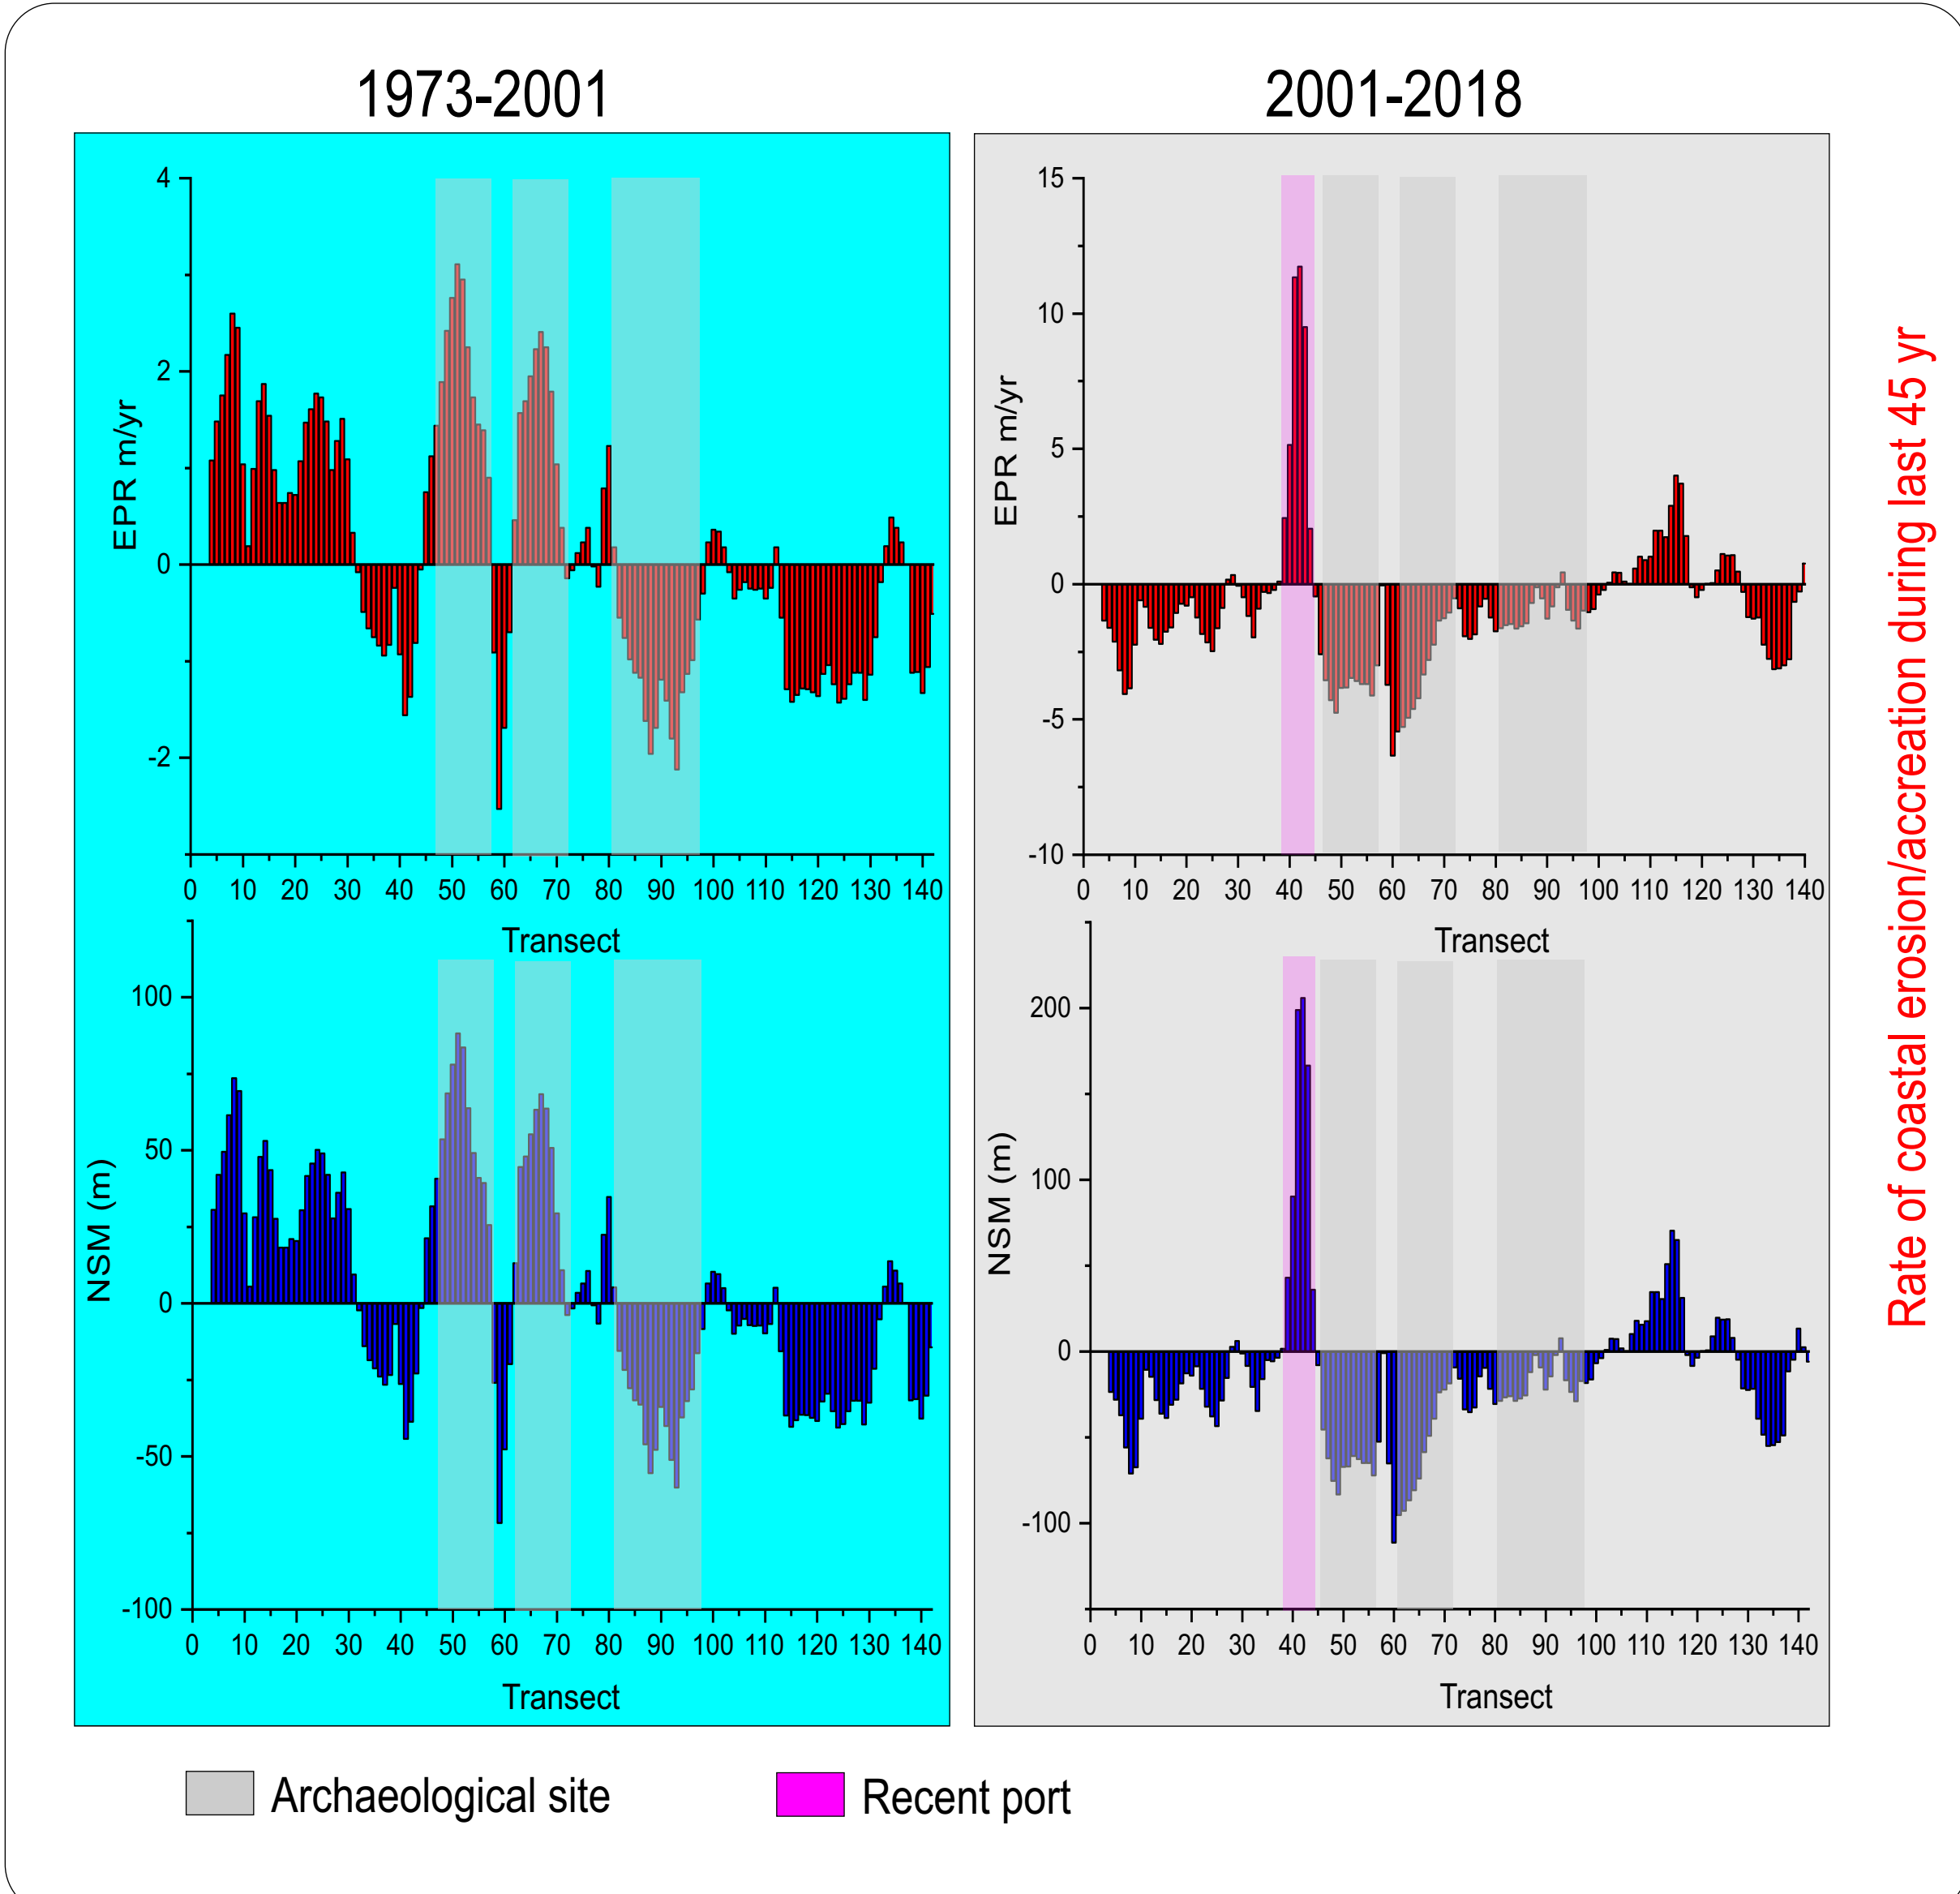 1973-2001
2001-2018
4
2
0
-2
EPR m/yr
0 10 20 30 40 50 60 70 80 90 100 110 120 130 140
Transect
15
10
5
0
-5
-10
EPR m/yr
0 10 20 30 40 50 60 70 80 90 100 110 120 130 140
Transect
100
50
0
-50
-100
NSM (m)
0 10 20 30 40 50 60 70 80 90 100 110 120 130 140
Transect
200
100
0
-100
NSM (m)
0 10 20 30 40 50 60 70 80 90 100 110 120 130 140
Transect
Rate of coastal erosion/accreation during last 45 yr
Archaeological site
Recent port